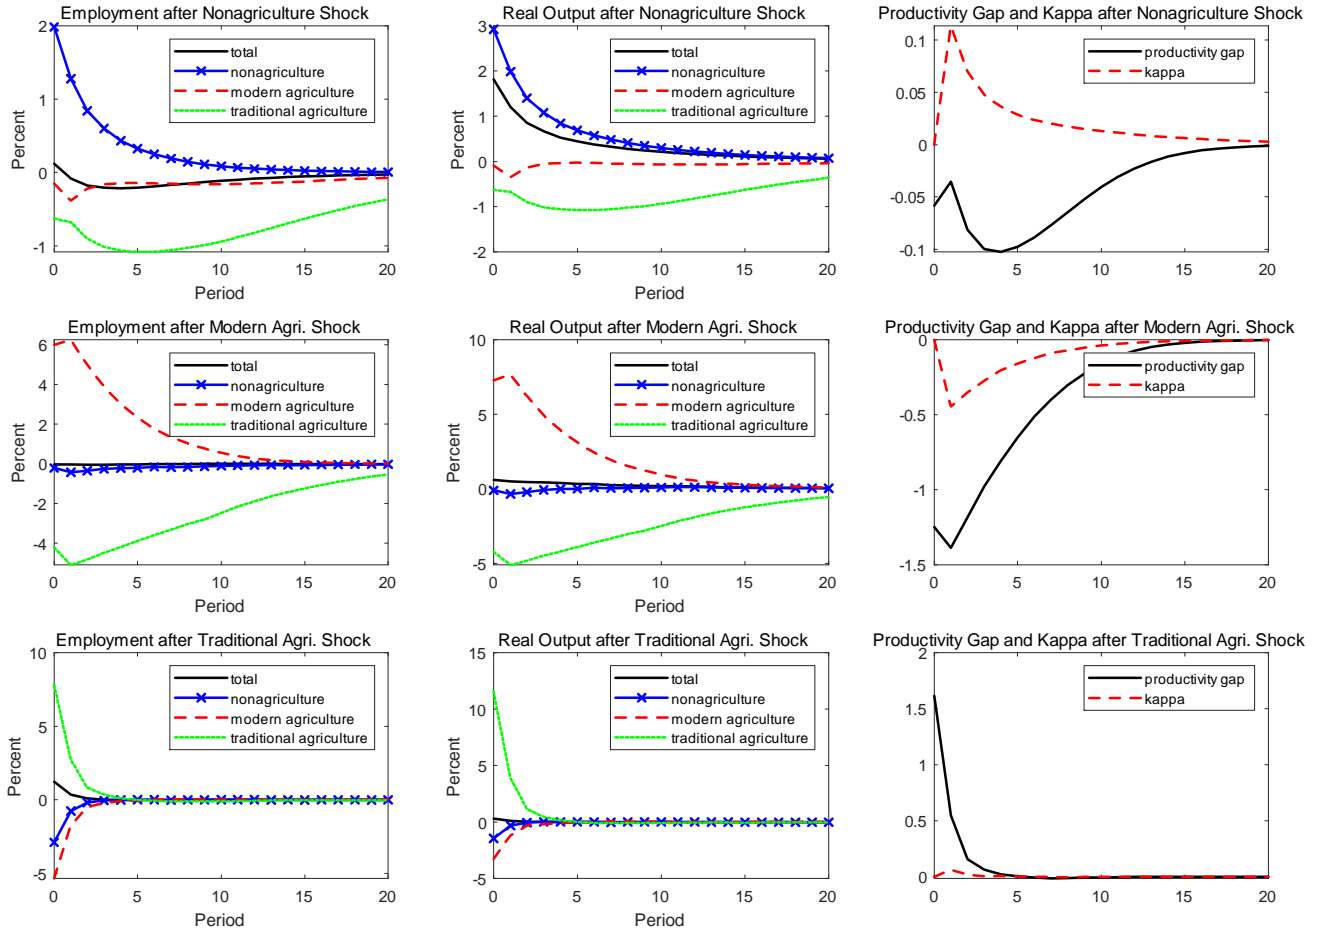 Employment after Nonagriculture Shock
2
1
0
-1
Percent
total
nonagriculture
modern agriculture
traditional agriculture
0 5 10 15 20
Period
Real Output after Nonagriculture Shock
3
2
1
0
-1
-2
Percent
total
nonagriculture
modern agriculture
traditional agriculture
0 5 10 15 20
Period
Productivity Gap and Kappa after Nonagriculture Shock
0.1
0.05
0
-0.05
-0.1
productivity gap
kappa
0 5 10 15 20
Employment after Modern Agri. Shock
6
4
2
0
-2
-4
Percent
total
nonagriculture
modern agriculture
traditional agriculture
0 5 10 15 20
Period
Real Output after Modern Agri. Shock
10
5
0
-5
Percent
total
nonagriculture
modern agriculture
traditional agriculture
0 5 10 15 20
Period
Productivity Gap and Kappa after Modern Agri. Shock
0
-0.5
-1
-1.5
productivity gap
kappa
0 5 10 15 20
Employment after Traditional Agri. Shock
10
5
0
-5
Percent
total
nonagriculture
modern agriculture
traditional agriculture
0 5 10 15 20
Period
Real Output after Traditional Agri. Shock
15
10
5
0
-5
Percent
total
nonagriculture
modern agriculture
traditional agriculture
0 5 10 15 20
Period
Productivity Gap and Kappa after Traditional Agri. Shock
2
1.5
1
0.5
0
productivity gap
kappa
0 5 10 15 20